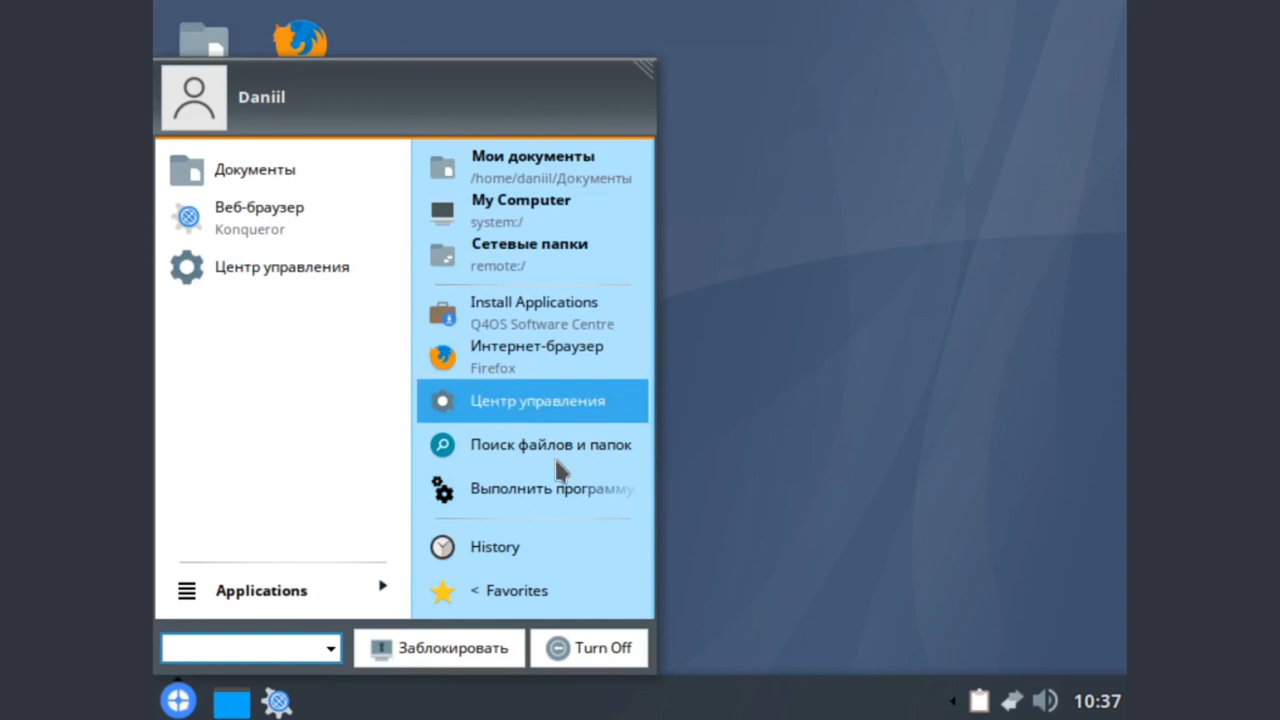 Daniil
Документы
Веб-браузер
Konqueror
Центр управления
Applications
Мои документы
/home/daniil/Документы
My Computer
system:/
Сетевые папки
remote:/
Install Applications
Q4OS Software Centre
Интернет-браузер
Firefox
Центр управления
Поиск файлов и папок
Выполнить программу
History
< Favorites
Заблокировать
Turn Off
10:37